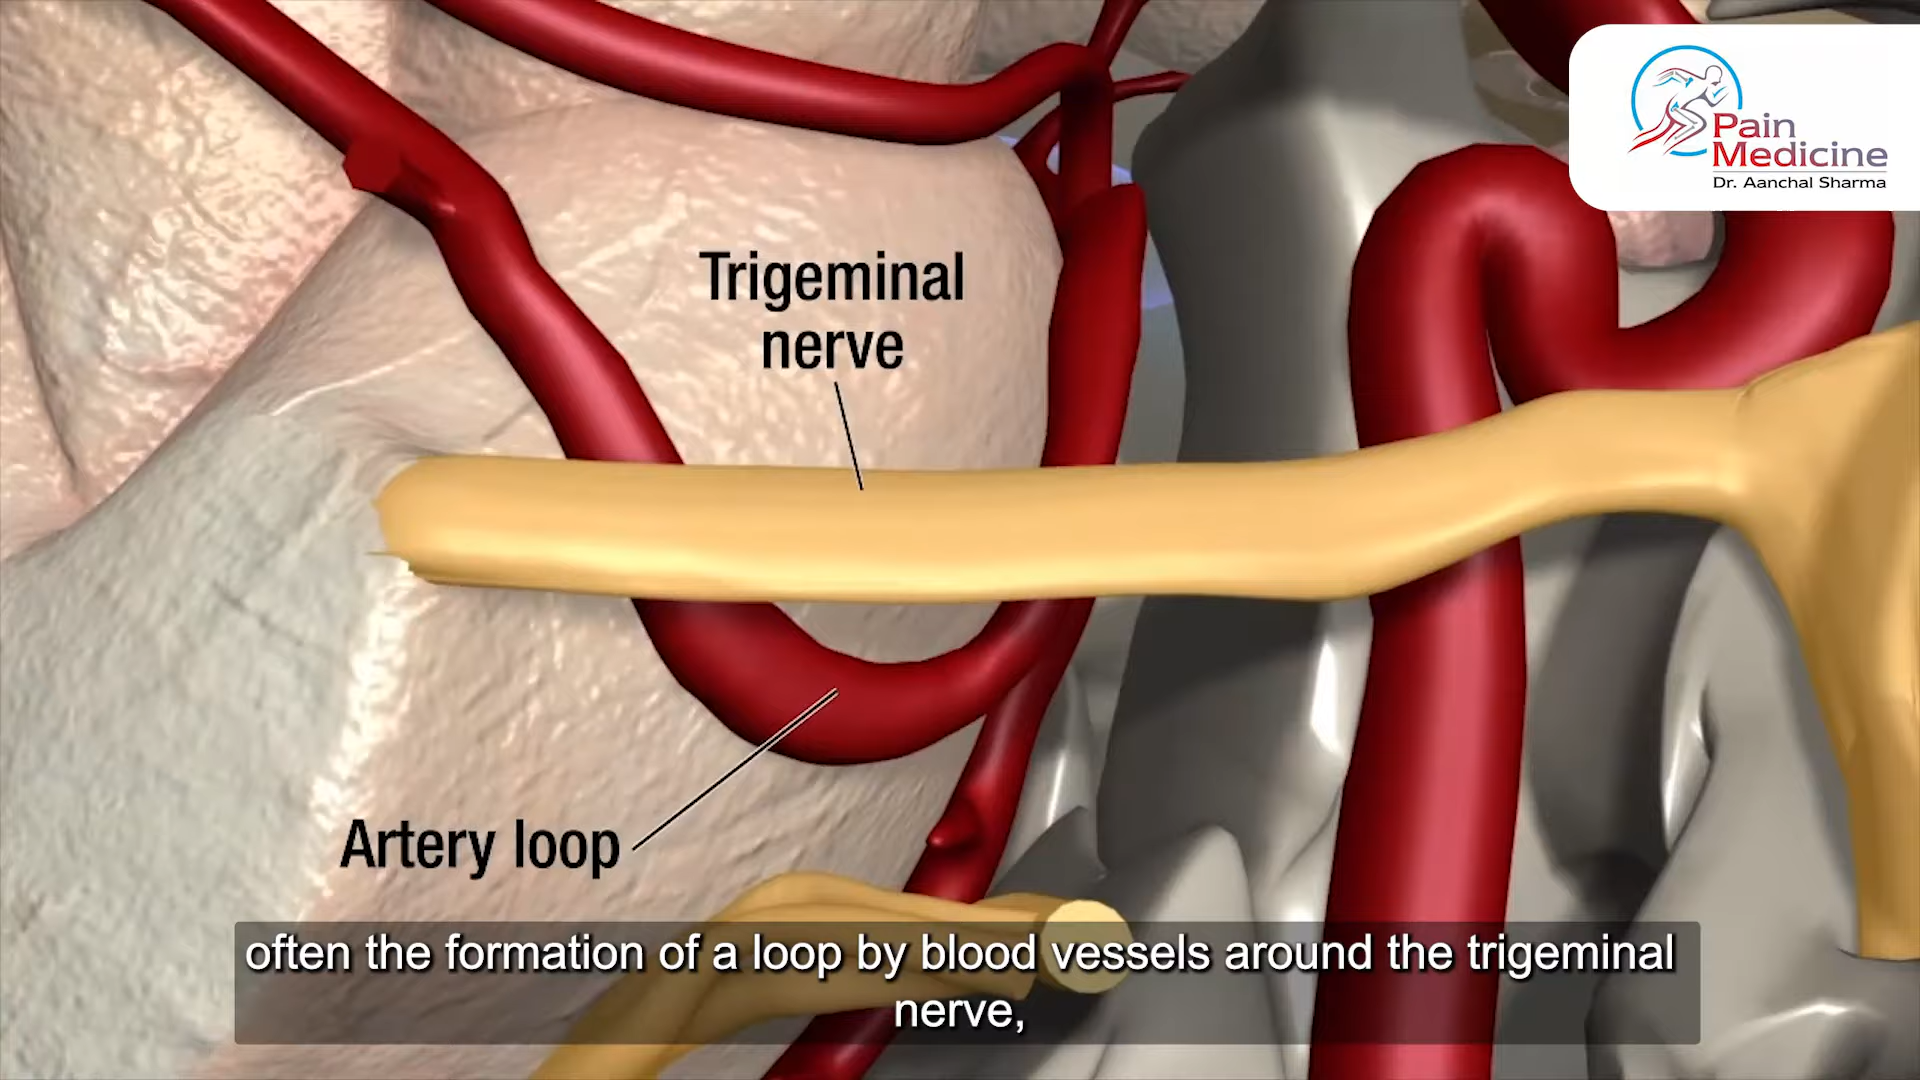 Pain
Medicine
Dr. Aanchal Sharma
Trigeminal
nerve
Artery loop
often the formation of a loop by blood vessels around the trigeminal
nerve,